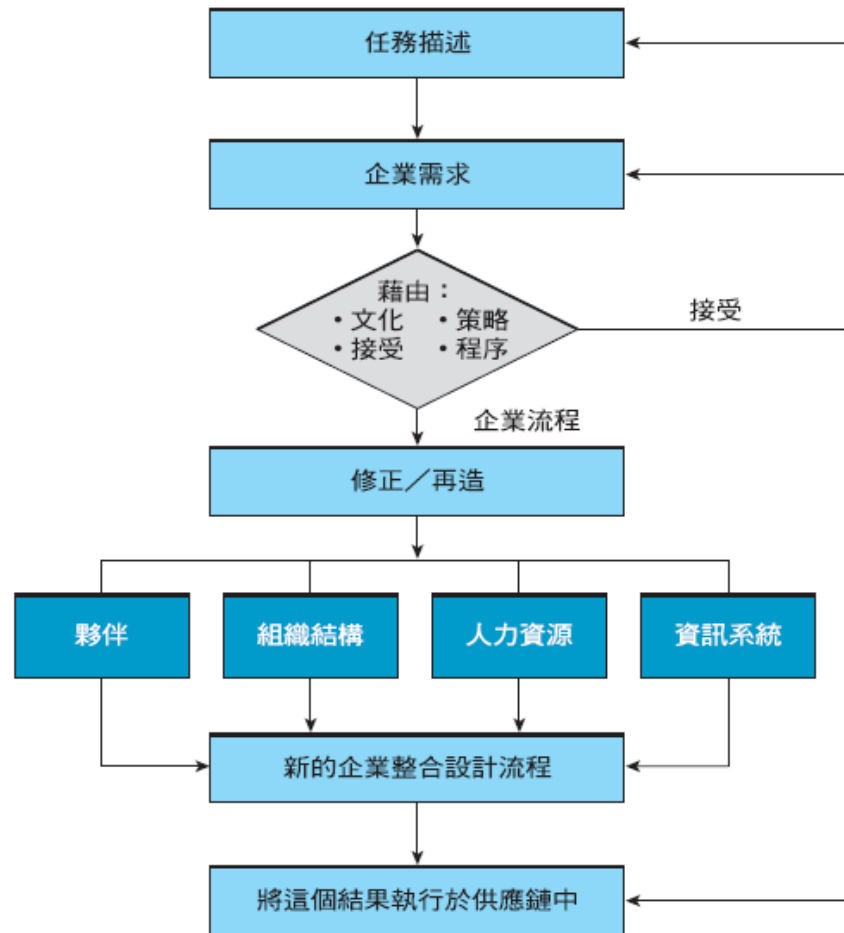 任務描述
企業需求
藉由：
・文化 ・策略
・接受 ・程序
接受
企業流程
修正／再造
夥伴 組織結構 人力資源 資訊系統
新的企業整合設計流程
將這個結果執行於供應鏈中